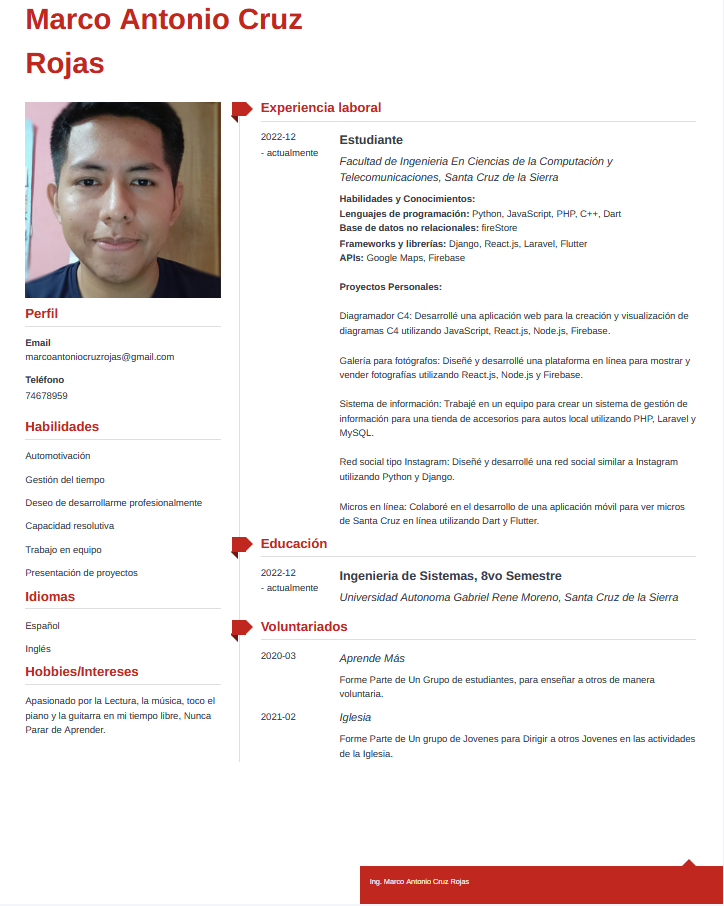 Marco Antonio Cruz
Rojas
Perfil
Email
marcoantoniocruzrojas@gmail.com
Teléfono
74678959
Habilidades
Automotivación
Gestión del tiempo
Deseo de desarrollarme profesionalmente
Capacidad resolutiva
Trabajo en equipo
Presentación de proyectos
Idiomas
Español
Inglés
Hobbies/Intereses
Apasionado por la Lectura, la música, toco el
piano y la guitarra en mi tiempo libre, Nunca
Parar de Aprender.
Experiencia laboral
2022-12
- actualmente
Estudiante
Facultad de Ingenieria En Ciencias de la Computación y
Telecomuniciones, Santa Cruz de la Sierra
Habilidades y Conocimientos:
Lenguajes de programación: Python, JavaScript, PHP, C++, Dart
Base de datos no relacionales: fireStore
Frameworks y librerías: Django, React.js, Laravel, Flutter
APIs: Google Maps, Firebase
Proyectos Personales:
Diagramador C4: Desarrollé una aplicación web para la creación y visualización de
diagramas C4 utilizando JavaScript, React.js, Node.js, Firebase.
Galería para fotógrafos: Diseñé y desarrollé una plataforma en línea para mostrar y
vender fotografías utilizando React.js, Node.js y Firebase.
Sistema de información: Trabajé en un equipo para crear un sistema de gestión de
información para una tienda de accesorios para autos local utilizando PHP, Laravel y
MySQL.
Red social tipo Instagram: Diseñé y desarrollé una red social similar a Instagram
utilizando Python y Django.
Micros en línea: Colaboré en el desarrollo de una aplicación móvil para ver micros
de Santa Cruz en línea utilizando Dart y Flutter.
Educación
2022-12
- actualmente
Ingenieria de Sistemas, 8vo Semestre
Universidad Autonoma Gabriel Rene Moreno, Santa Cruz de la Sierra
Voluntariados
2020-03
Aprende Más
Forme Parte de Un Grupo de estudiantes, para enseñar a otros de manera
voluntaria.
2021-02
Iglesia
Forme Parte de Un grupo de Jovenes para Dirigir a otros Jovenes en las actividades
de la Iglesia.
Ing. Marco Antonio Cruz Rojas